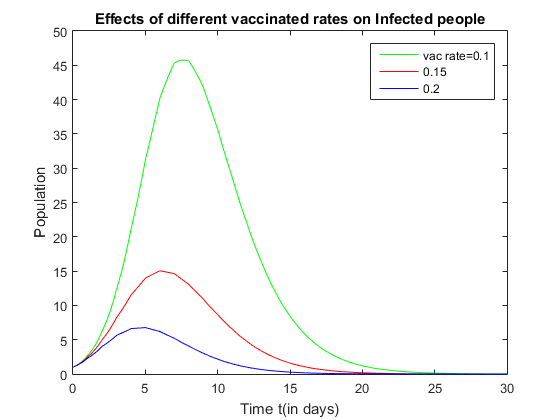 Effects of different vaccinated rates on Infected people
50
45
40
35
30
25
20
15
10
5
0
Population
vac rate=0.1
0.15
0.2
0 5 10 15 20 25 30
Time t(in days)